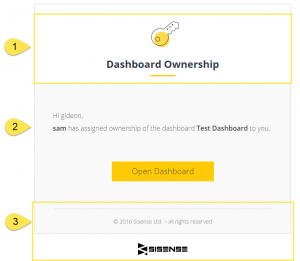 1
Dashboard Ownership
2
Hi gideon,
sam has assigned ownership of the dashboard Test Dashboard to you.
Open Dashboard
3
© 2016 Sisense Ltd. - all rights reserved
SISENSE